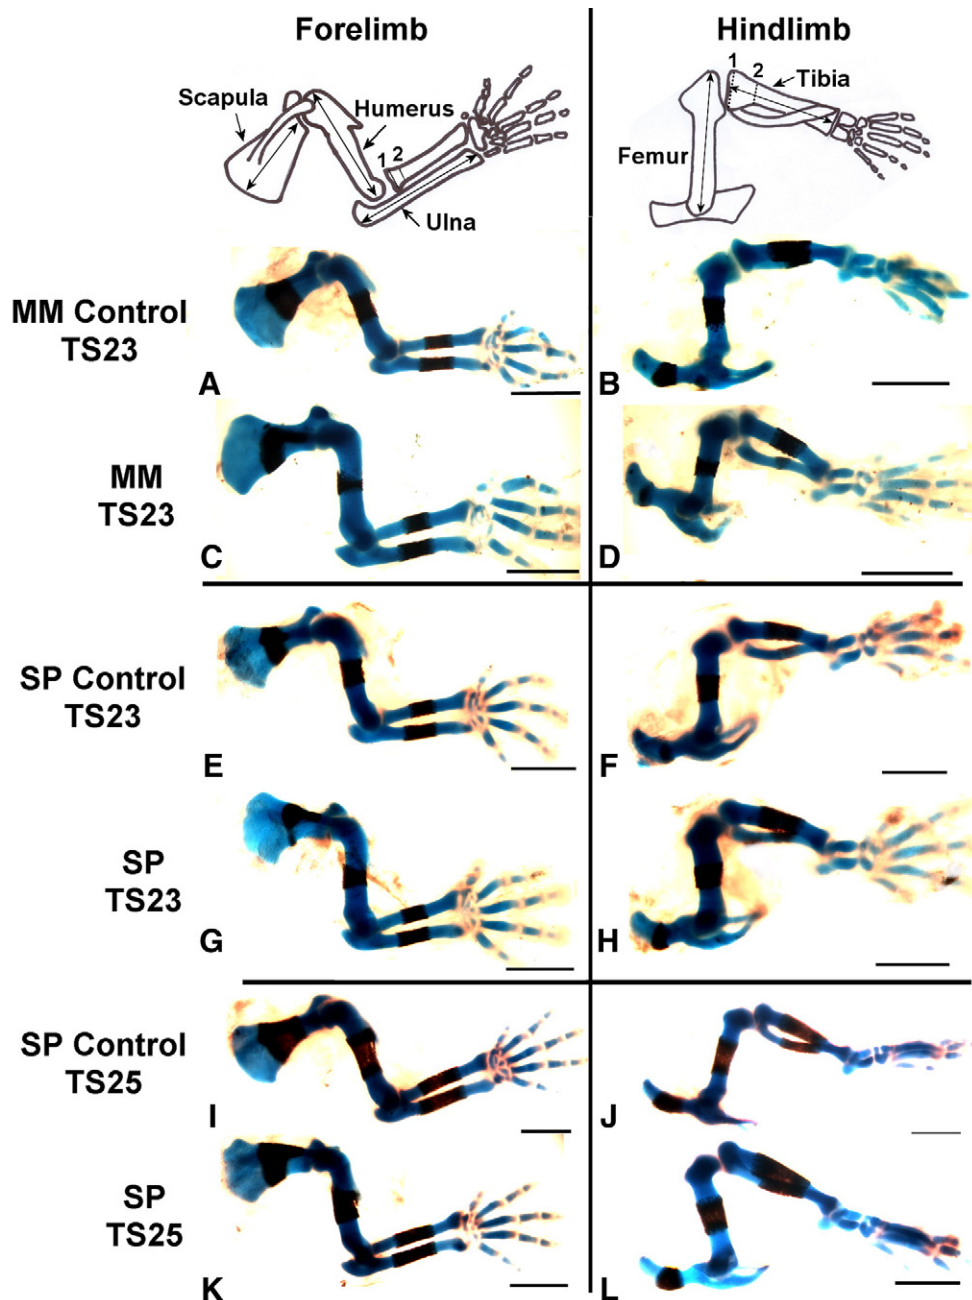 Forelimb
Hindlimb
Scapula
Humerus
1 2
Ulna
1
2
Tibia
Femur
MM Control
TS23
A
B
MM
TS23
C
D
SP Control
TS23
E
F
SP
TS23
G
H
SP Control
TS25
I
J
SP
TS25
K
L